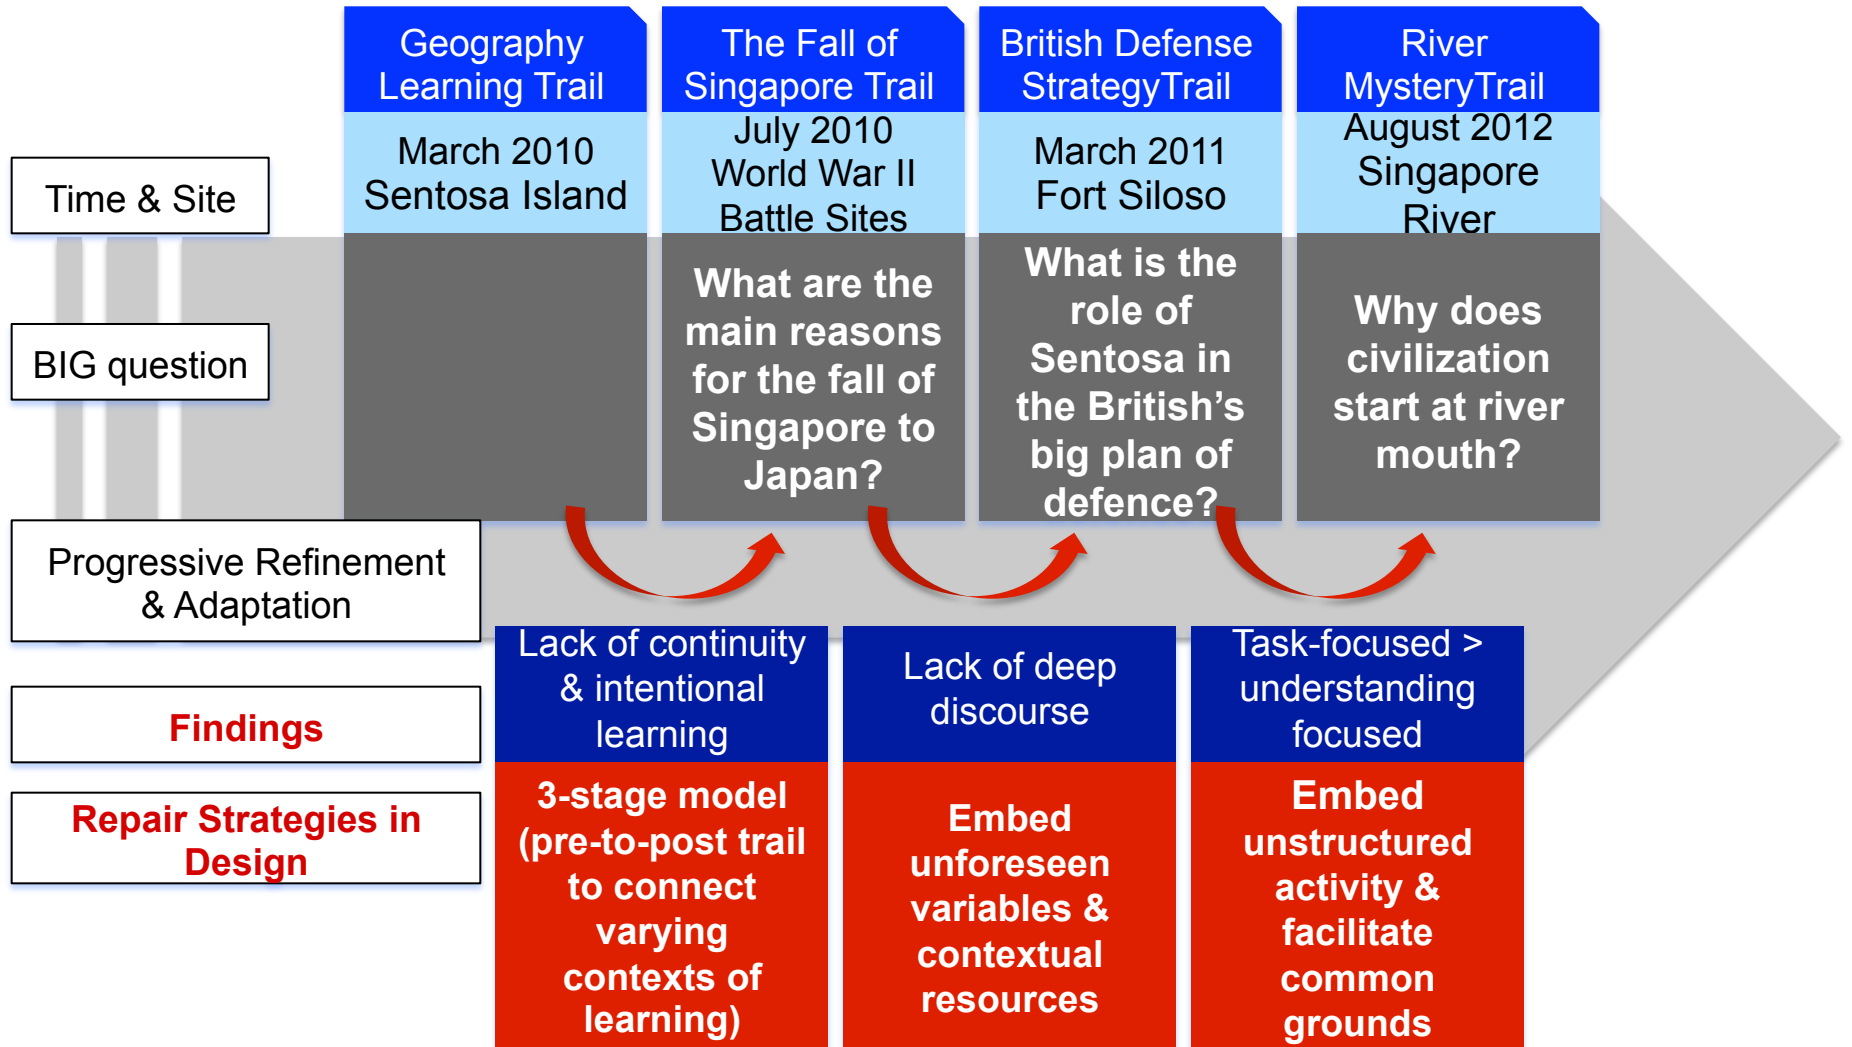 Geography
Learning Trail
The Fall of
Singapore Trail
British Defense
StrategyTrail
River
MysteryTrail
Time & Site
March 2010
Sentosa Island
July 2010
World War II
Battle Sites
March 2011
Fort Siloso
August 2012
Singapore
River
BIG question
What are the
main reasons
for the fall of
Singapore to
Japan?
What is the
role of
Sentosa in
the British’s
big plan of
defence?
Why does
civilization
start at river
mouth?
Progressive Refinement
& Adaptation
Findings
Lack of continuity
& intentional
learning
Lack of deep
discourse
Task-focused >
understanding
focused
Repair Strategies in
Design
3-stage model
(pre-to-post trail
to connect
varying
contexts of
learning)
Embed
unforeseen
variables &
contextual
resources
Embed
unstructured
activity &
facilitate
common
grounds